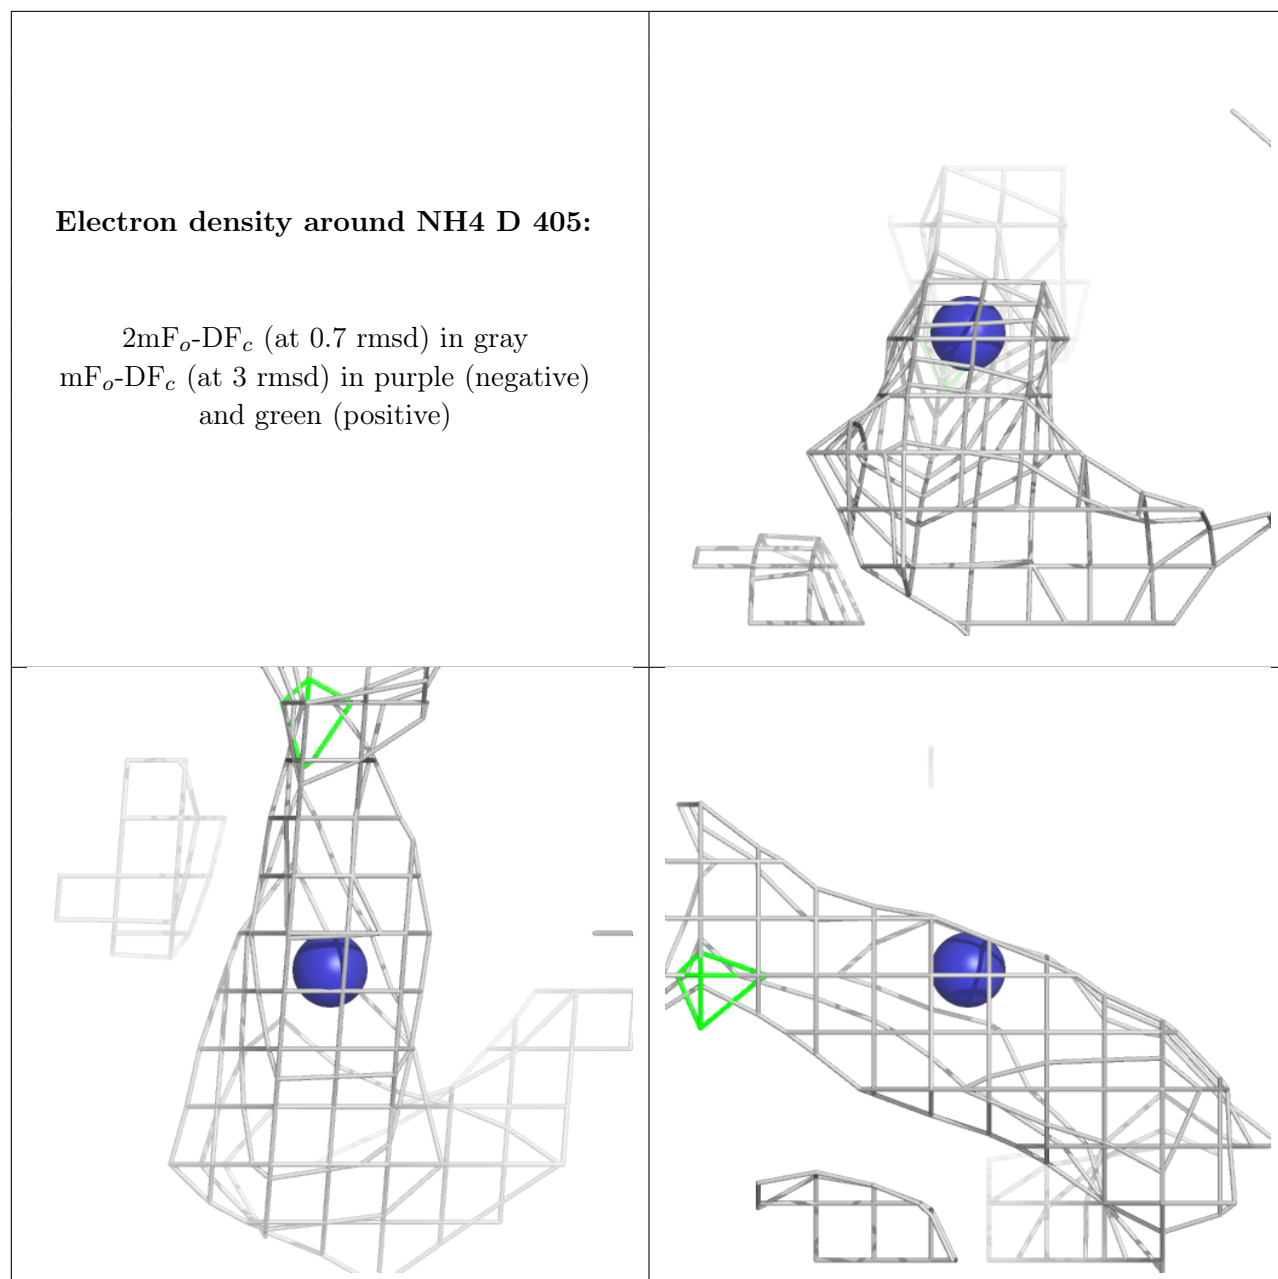 Electron density around NH4 D 405:
2mFo-DFc (at 0.7 rmsd) in gray
mFo-DFc (at 3 rmsd) in purple (negative)
and green (positive)